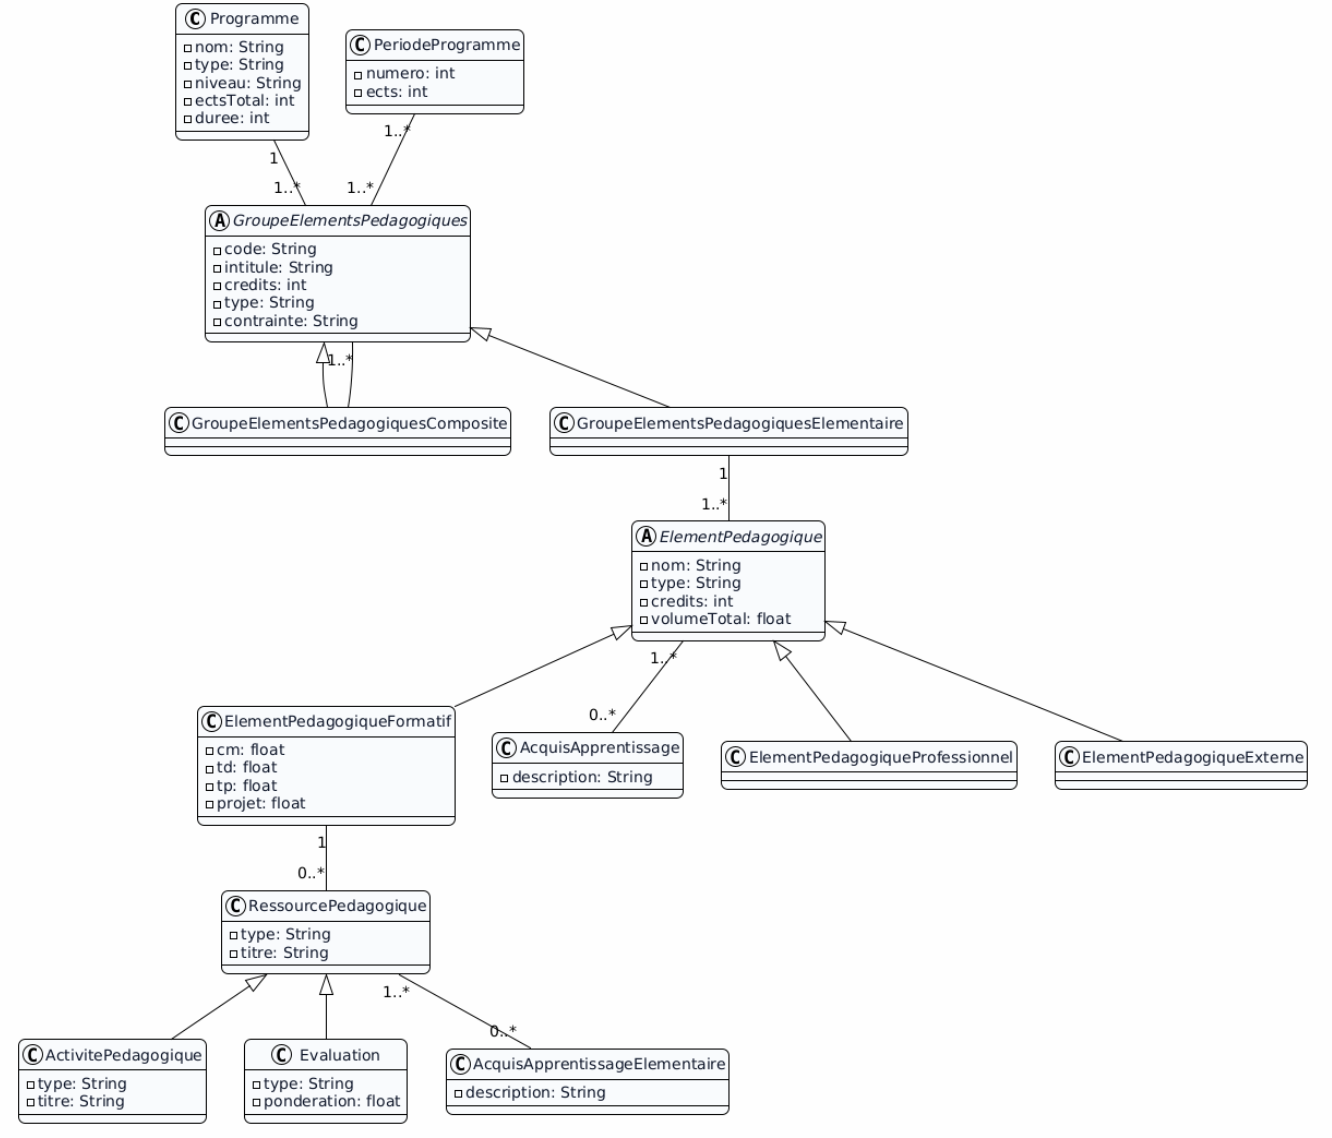 C Programme
nom: String
type: String
niveau: String
ectsTotal: int
duree: int
C PeriodeProgramme
numero: int
ects: int
1
1..*
1..*
1..*
A GroupeElementsPedagogiques
code: String
intitule: String
credits: int
type: String
contrainte: String
1..*
C GroupeElementsPedagogiquesComposite
C GroupeElementsPedagogiquesElementaire
1
1..*
A ElementPedagogique
nom: String
type: String
credits: int
volumeTotal: float
1..*
0..*
C ElementPedagogiqueFormatif
cm: float
td: float
tp: float
projet: float
C AcquisApprentissage
description: String
C ElementPedagogiqueProfessionnel
C ElementPedagogiqueExterne
1
0..*
C RessourcePedagogique
type: String
titre: String
1..*
0..*
C ActivitePedagogique
type: String
titre: String
C Evaluation
type: String
ponderation: float
C AcquisApprentissageElementaire
description: String